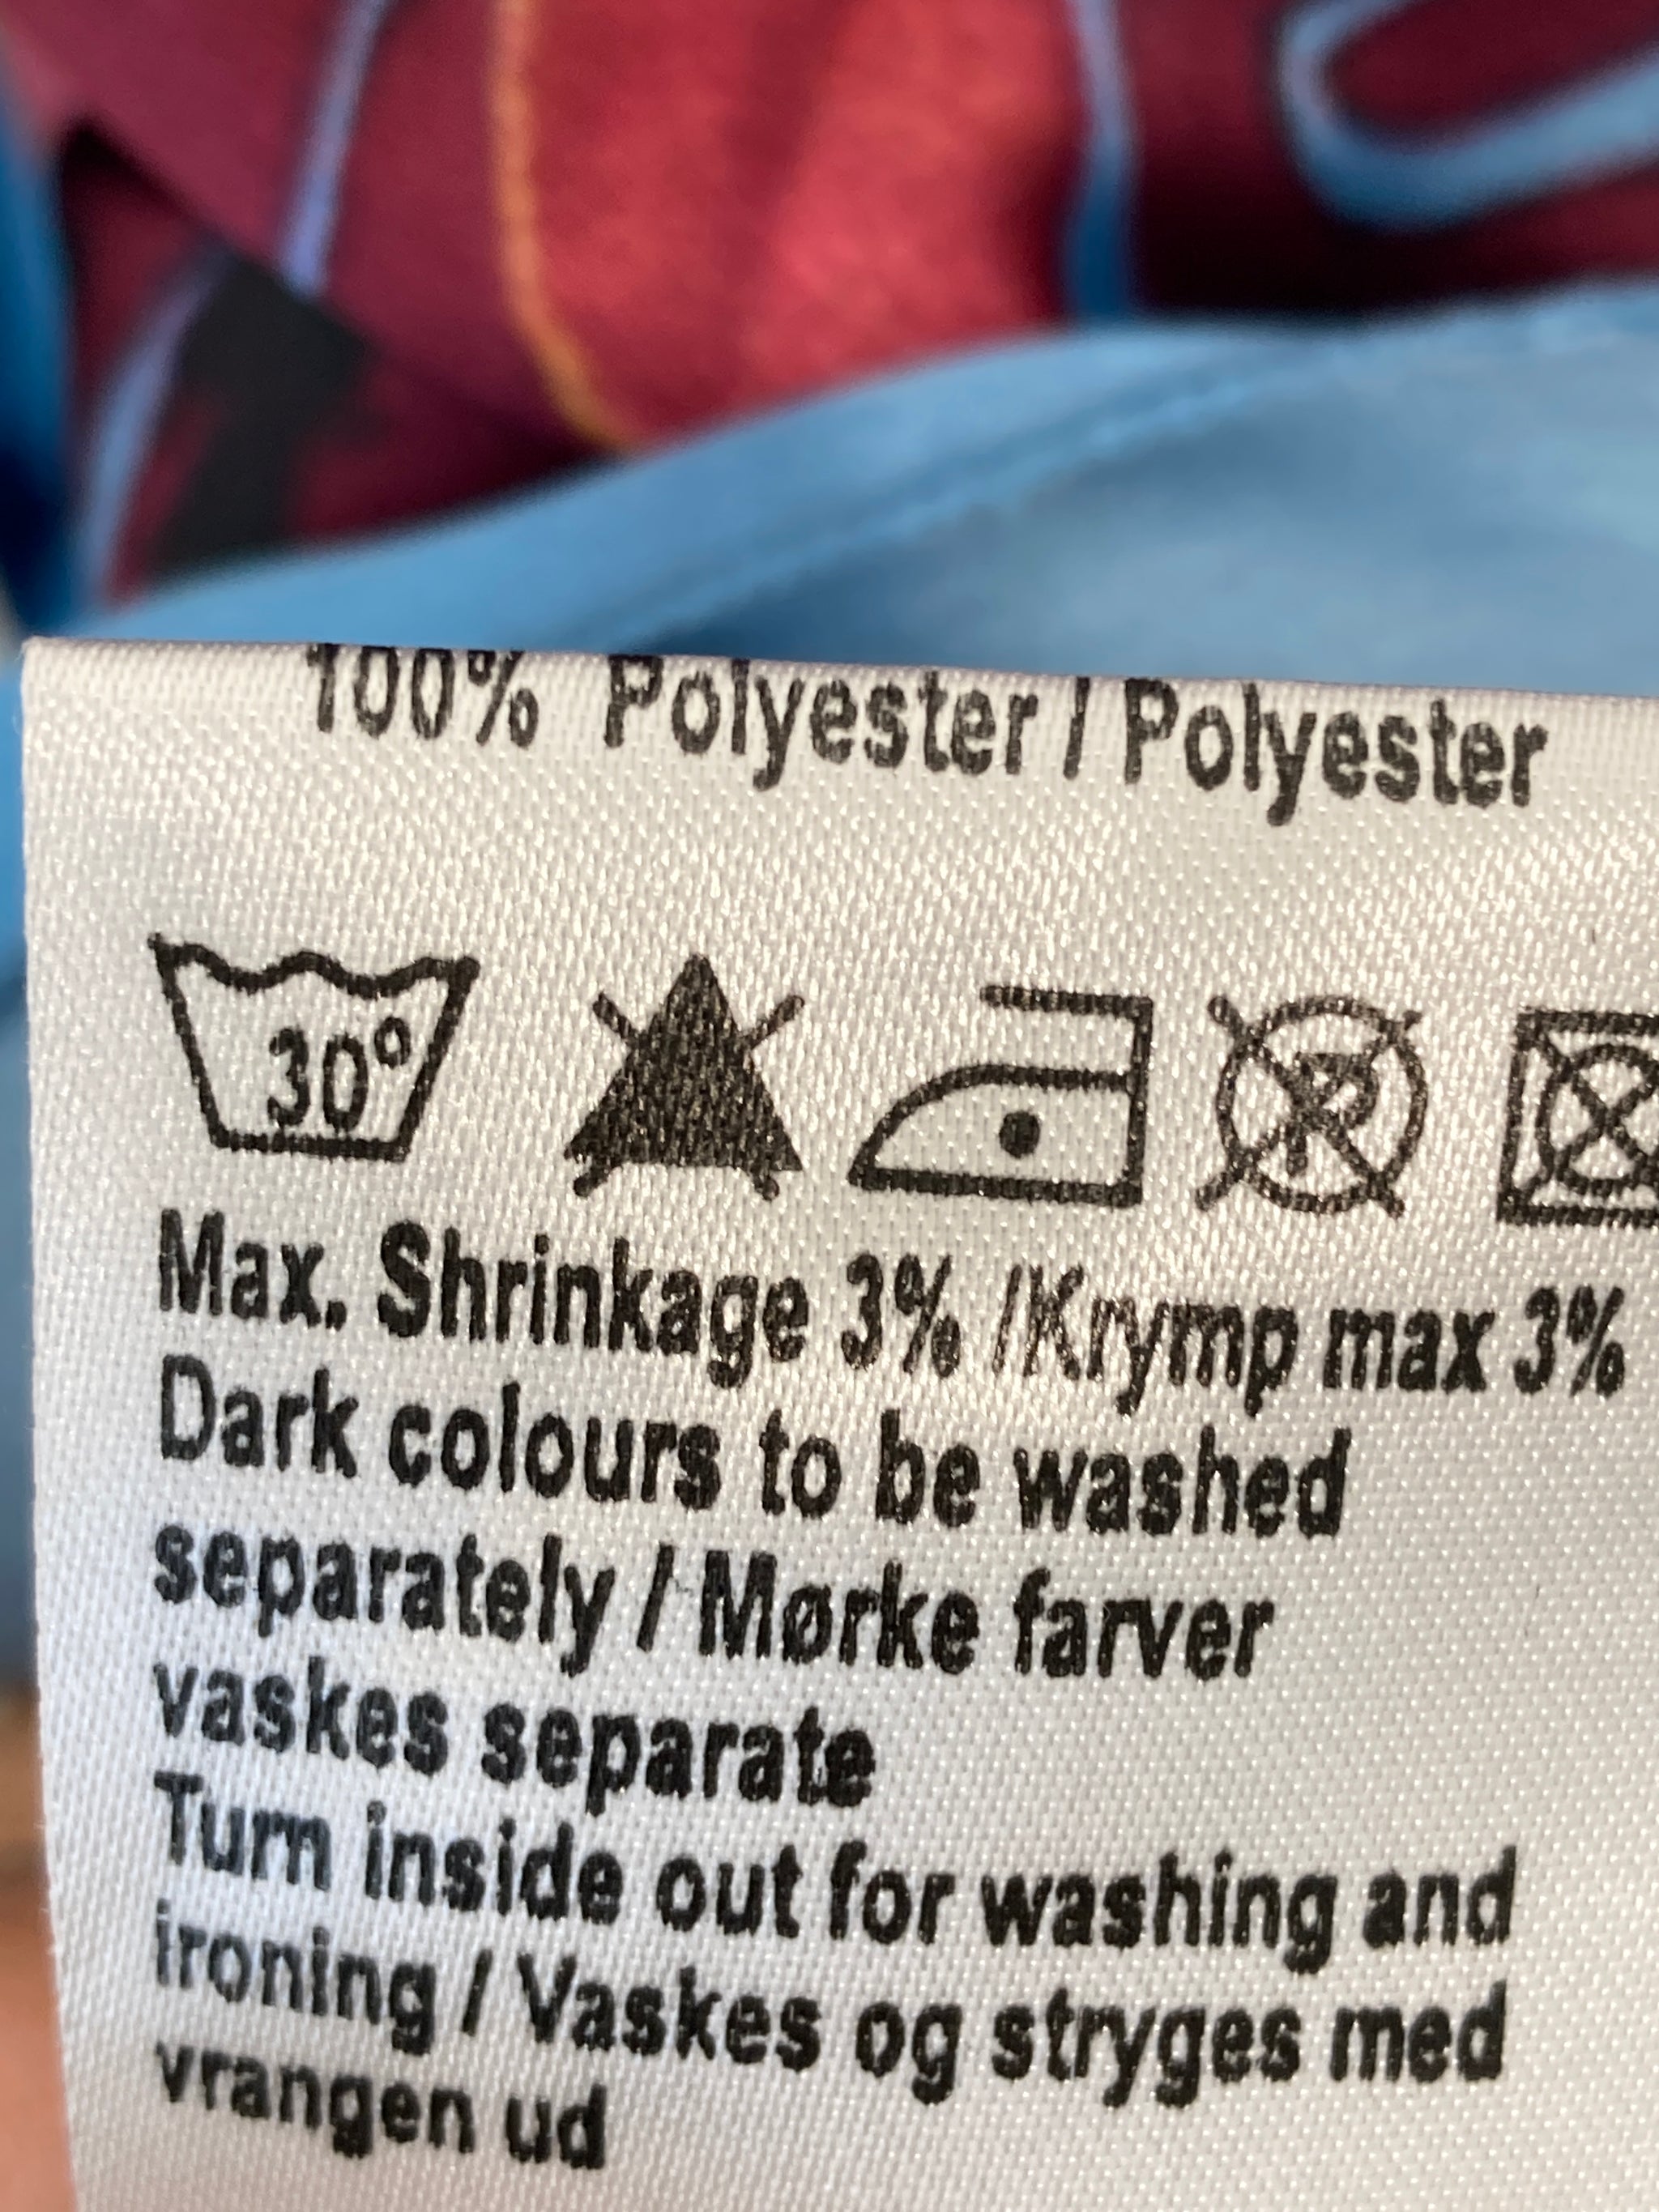 100% Polyester / Polyester
30°
P
Max. Shrinkage 3% /Krymp max 3%
Dark colours to be washed
separately / Mørke farver
vaskes separate
Turn inside out for washing and
ironing / Vaskes og stryges med
vrangen ud